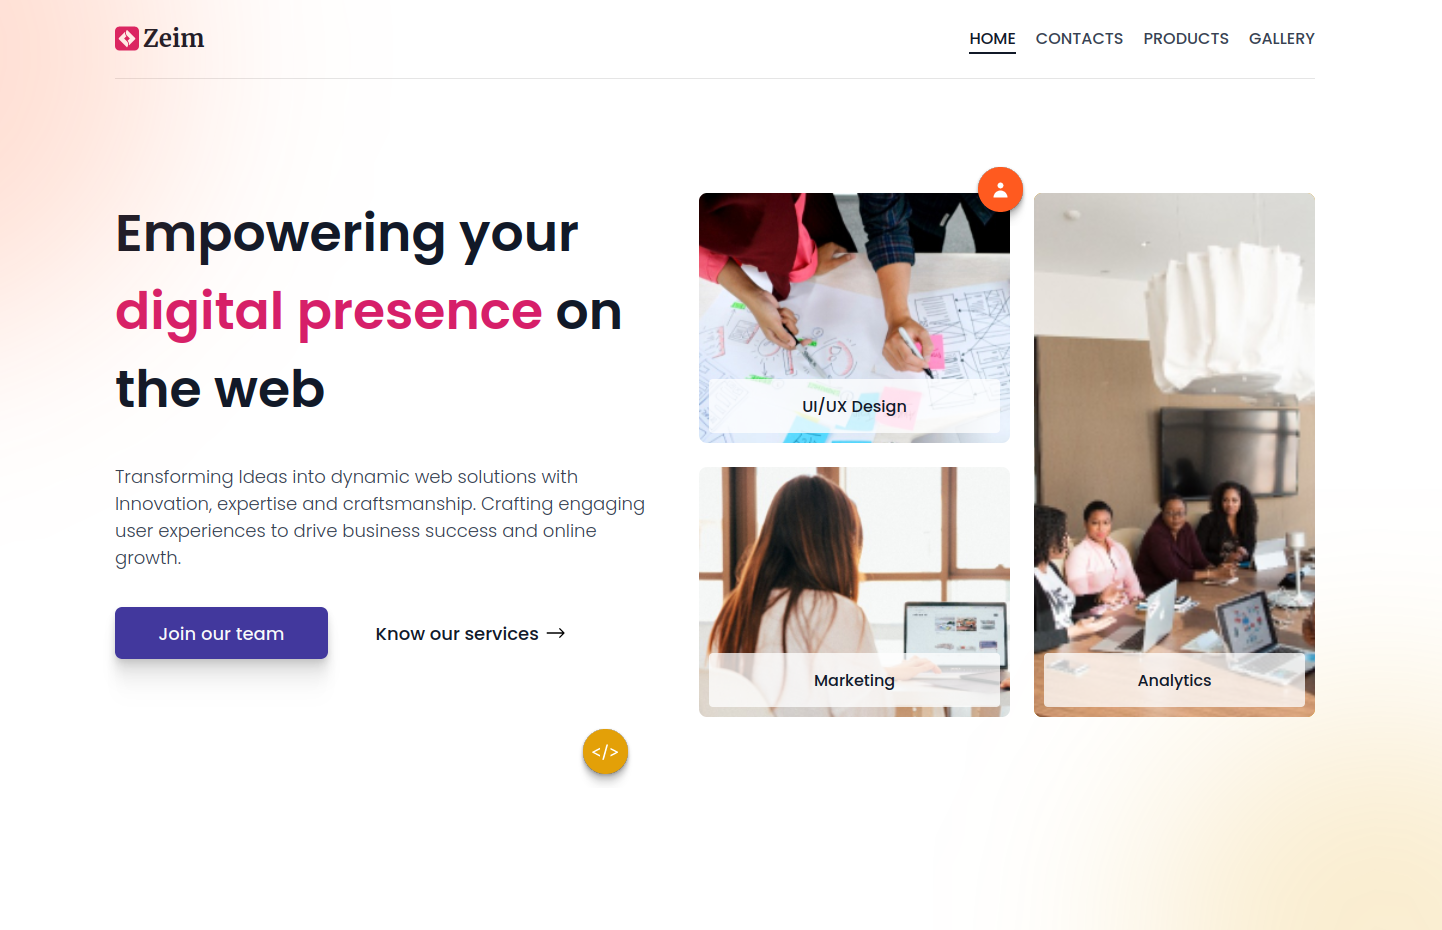 Zeim
HOME CONTACTS PRODUCTS GALLERY
Empowering your
digital presence on
the web
Transforming Ideas into dynamic web solutions with
Innovation, expertise and craftsmanship. Crafting engaging
user experiences to drive business success and online
growth.
Join our team
Know our services →
</>
UI/UX Design
Marketing
Analytics